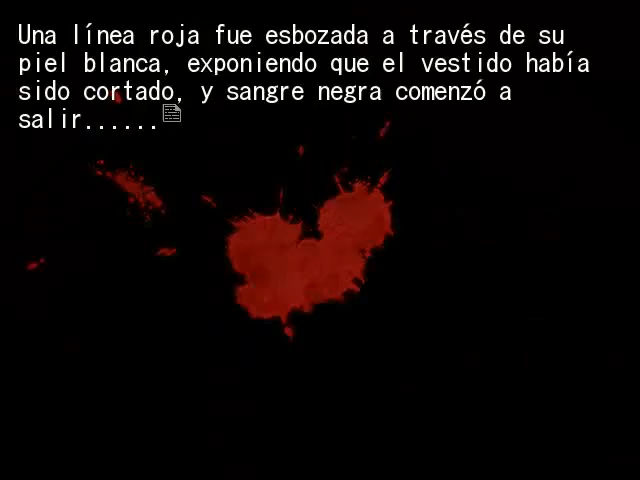 Una línea roja fue esbozada a través de su
piel blanca, exponiendo que el vestido había
sido cortado, y sangre negra comenzó a
salir......